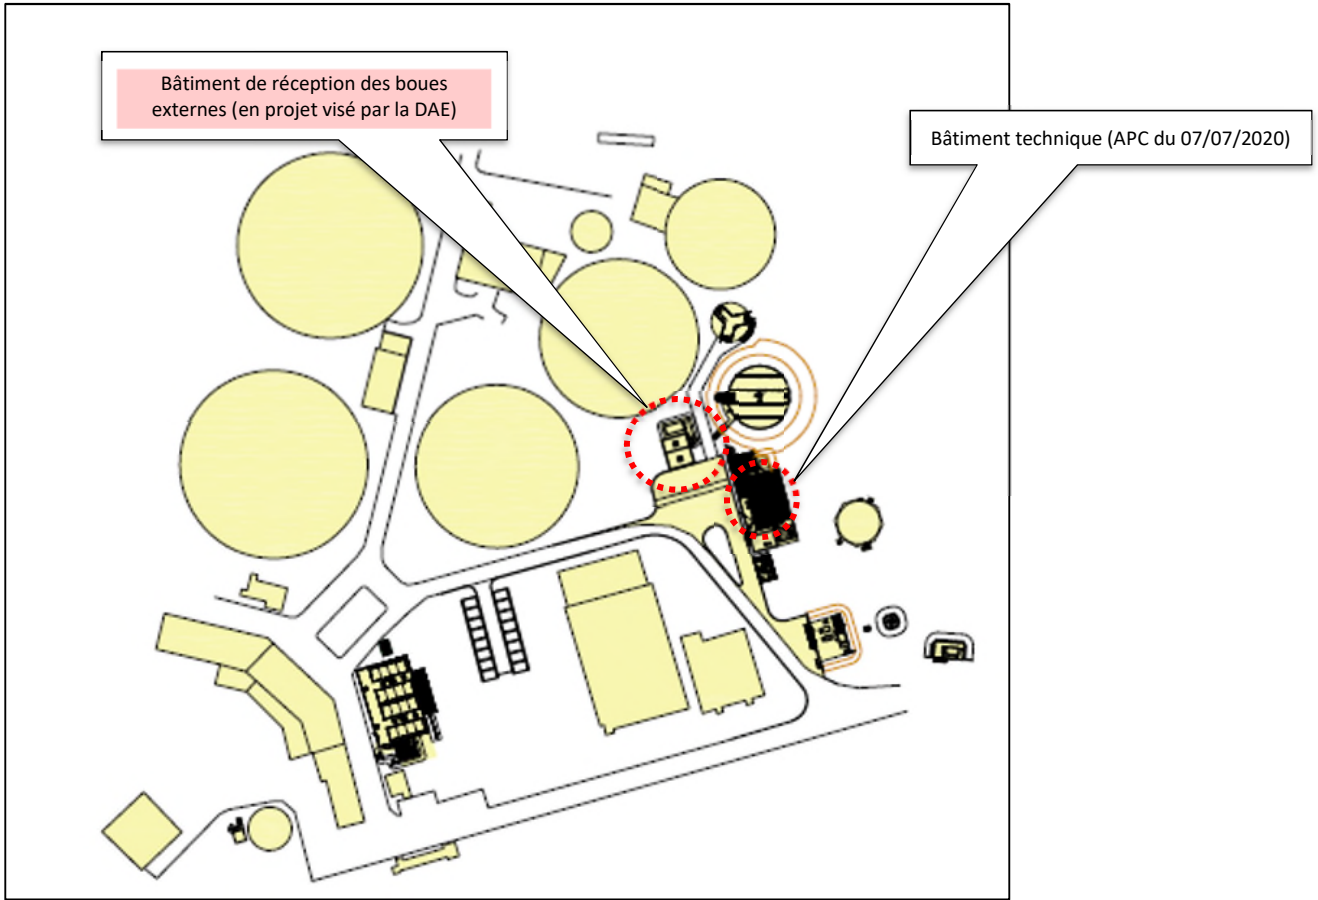 Bâtiment de réception des boues
externes (en projet visé par la DAE)
Bâtiment technique (APC du 07/07/2020)